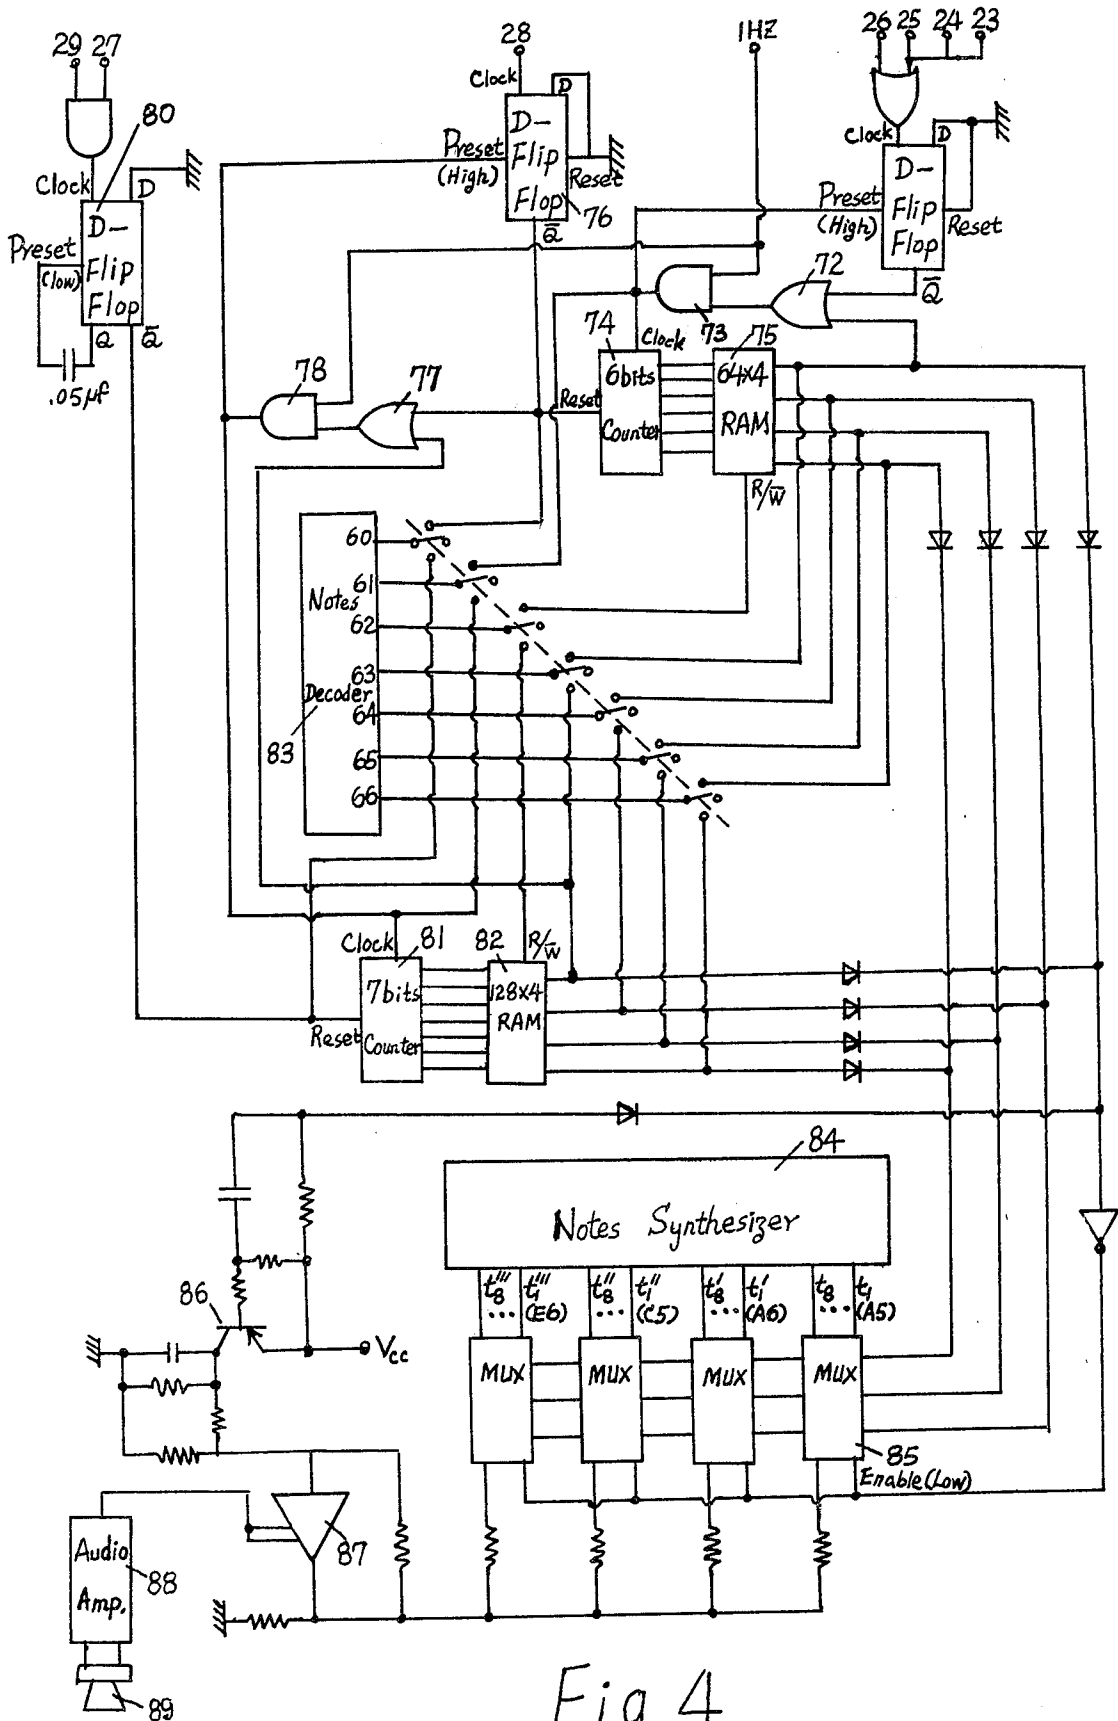 29 27
28
1HZ
26 25 24 23
80
Clock
D
D-
Flip
Flop
Preset
(low)
Q
Q̅
.05μf
Clock
D
D-
Flip
Flop
Preset
(High)
Reset
76
Q̅
Clock
D
D-
Flip
Flop
Preset
(High)
Reset
Q̅
72
73
74
Clock
75
6bits
Counter
Reset
64x4
RAM
R/W̅
78
77
60
61
Notes
62
63
Decoder
64
83
65
66
Clock
81
82
R/W̅
7bits
Counter
Reset
128x4
RAM
84
Notes Synthesizer
t₈''' ... t₁''' (E6)
t₈'' ... t₁'' (C5)
t₈' ... t₁' (A6)
t₈ ... t₁ (A5)
MUX
MUX
MUX
MUX
85
Enable(Low)
86
Vcc
87
Audio
Amp.
88
89
Fig 4